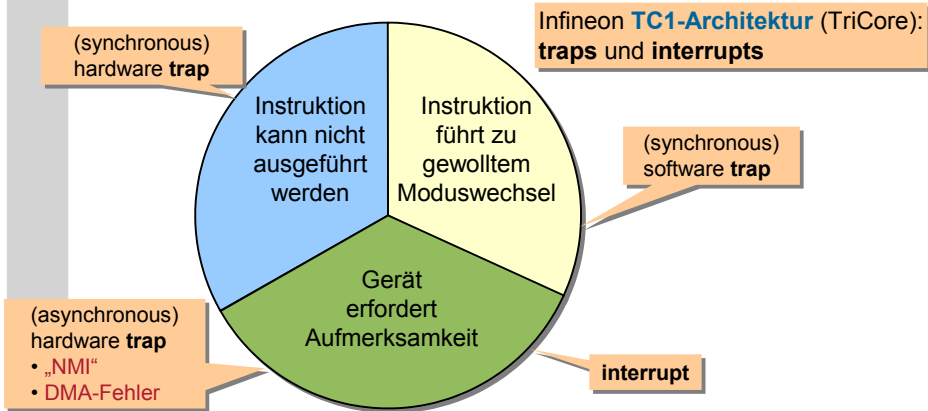 Infineon TC1-Architektur (TriCore):
traps und interrupts
(synchronous)
hardware trap
Instruktion
kann nicht
ausgeführt
werden
Instruktion
führt zu
gewolltem
Moduswechsel
(synchronous)
software trap
Gerät
erfordert
Aufmerksamkeit
(asynchronous)
hardware trap
• „NMI“
• DMA-Fehler
interrupt